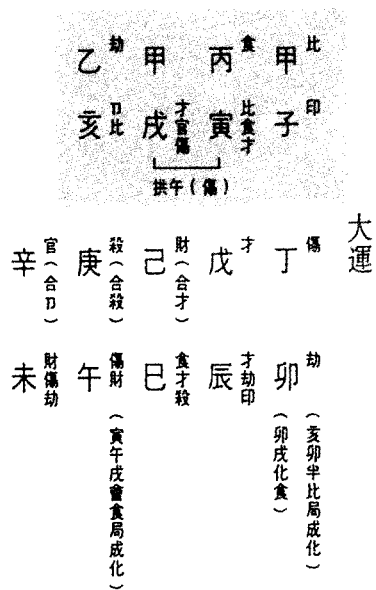 比 印
甲 子
食 比食才
丙 寅
才官傷
甲 戌
劫 卩比
乙 亥
拱午(傷)
大運
傷 劫(亥卯半比局成化)
丁 卯(卯戌化食)
才 才劫印
戊 辰
財(合才) 食才殺
己 巳
殺(合殺) 傷財(寅午戌會食局成化)
庚 午
官(合卩) 財傷劫
辛 未